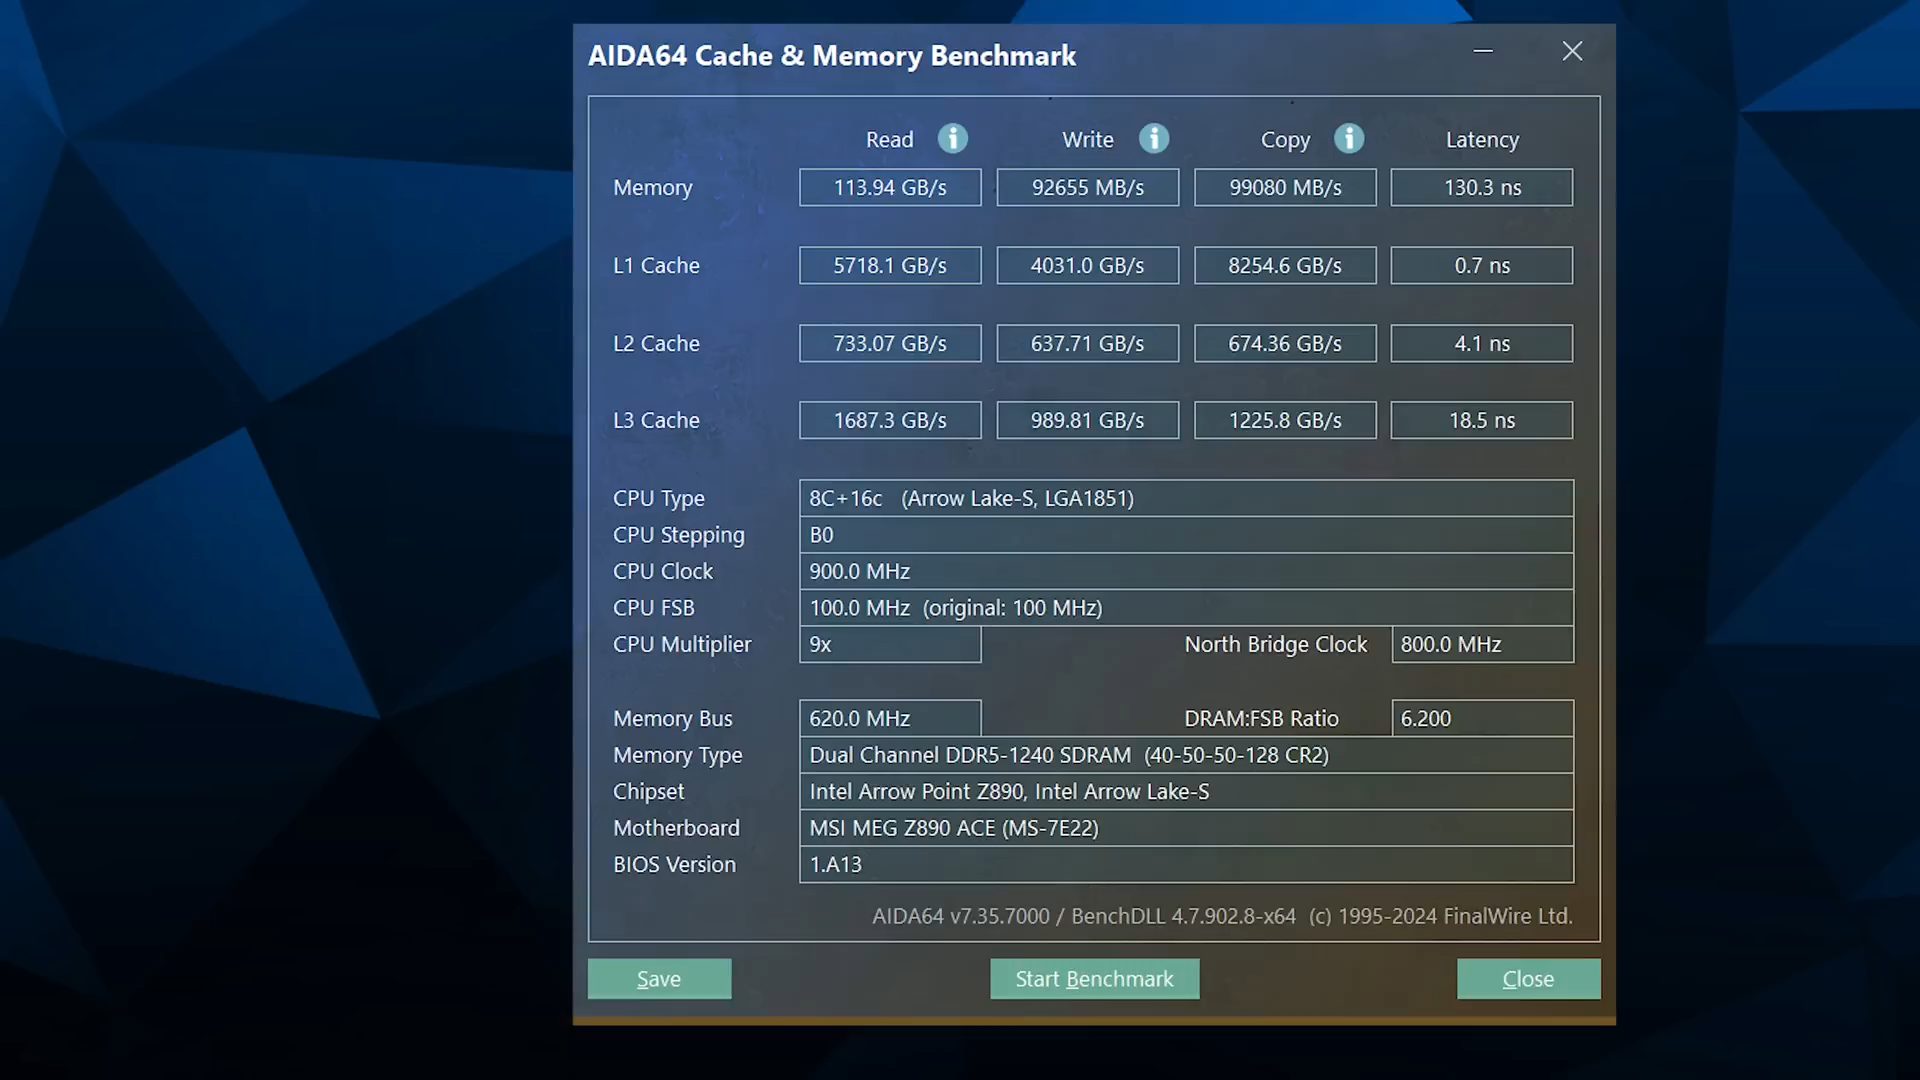 AIDA64 Cache & Memory Benchmark
Read Write Copy Latency
Memory 113.94 GB/s 92655 MB/s 99080 MB/s 130.3 ns
L1 Cache 5718.1 GB/s 4031.0 GB/s 8254.6 GB/s 0.7 ns
L2 Cache 733.07 GB/s 637.71 GB/s 674.36 GB/s 4.1 ns
L3 Cache 1687.3 GB/s 989.81 GB/s 1225.8 GB/s 18.5 ns
CPU Type 8C+16c (Arrow Lake-S, LGA1851)
CPU Stepping B0
CPU Clock 900.0 MHz
CPU FSB 100.0 MHz (original: 100 MHz)
CPU Multiplier 9x North Bridge Clock 800.0 MHz
Memory Bus 620.0 MHz DRAM:FSB Ratio 6.200
Memory Type Dual Channel DDR5-1240 SDRAM (40-50-50-128 CR2)
Chipset Intel Arrow Point Z890, Intel Arrow Lake-S
Motherboard MSI MEG Z890 ACE (MS-7E22)
BIOS Version 1.A13
AIDA64 v7.35.7000 / BenchDLL 4.7.902.8-x64 (c) 1995-2024 FinalWire Ltd.
Save Start Benchmark Close